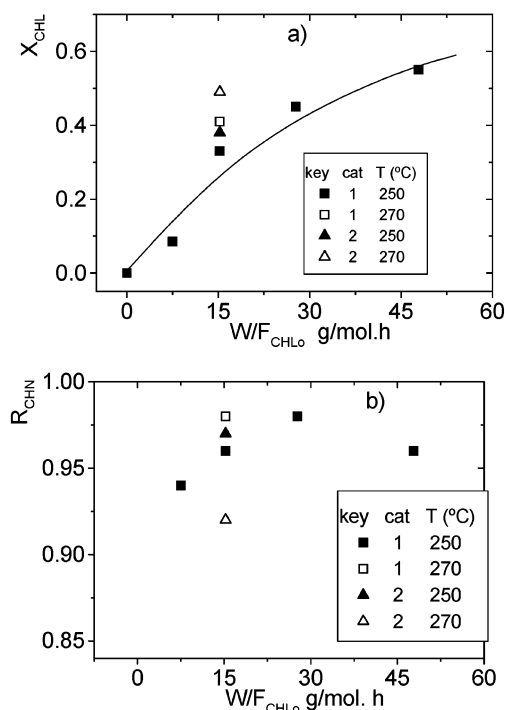 a)
X_CHL
0.6
0.4
0.2
0.0
key cat T (ºC)
■ 1 250
□ 1 270
▲ 2 250
△ 2 270
0 15 30 45 60
W/F_CHLo g/mol.h
b)
R_CHN
1.00
0.95
0.90
0.85
key cat T (ºC)
■ 1 250
□ 1 270
▲ 2 250
△ 2 270
0 15 30 45 60
W/F_CHLo g/mol. h